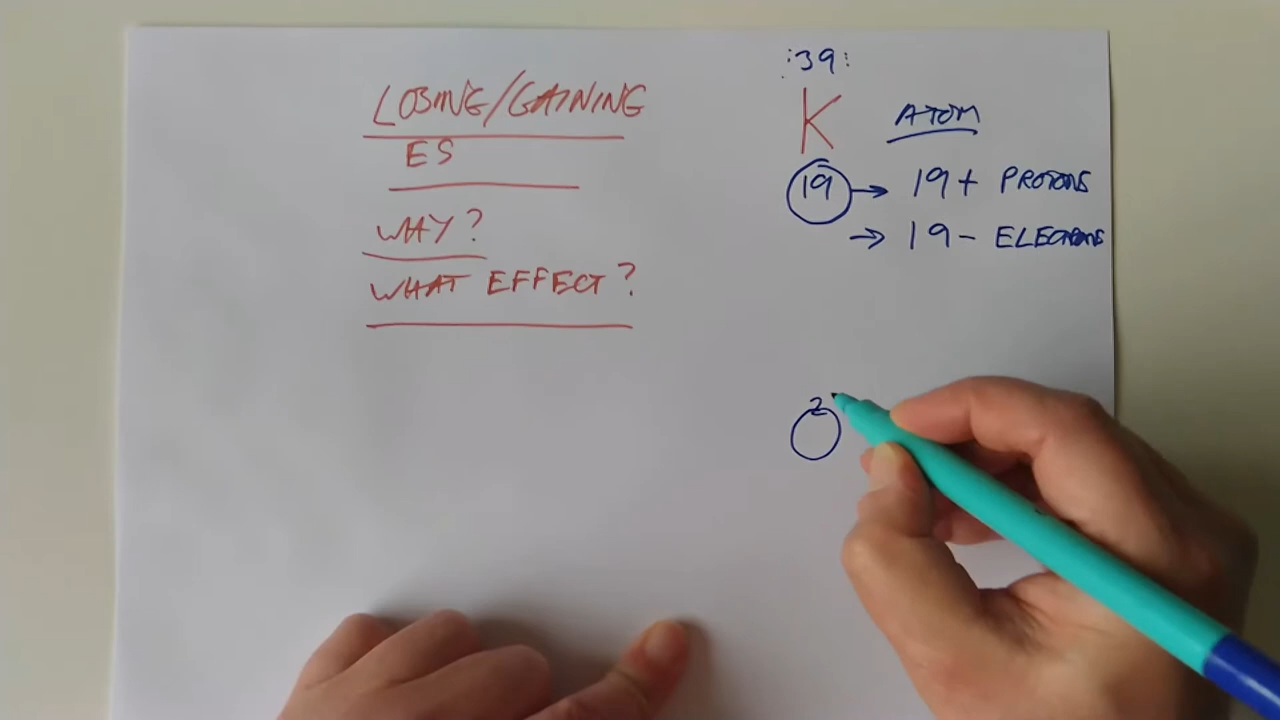 LOSING/GAINING
ES
WHY?
WHAT EFFECT?
:39:
K ATOM
19 → 19+ PROTONS
→ 19- ELECTRONS
2